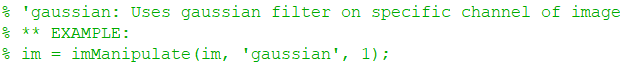 % 'gaussian: Uses gaussian filter on specific channel of image
% ** EXAMPLE:
% im = imManipulate(im, 'gaussian', 1);